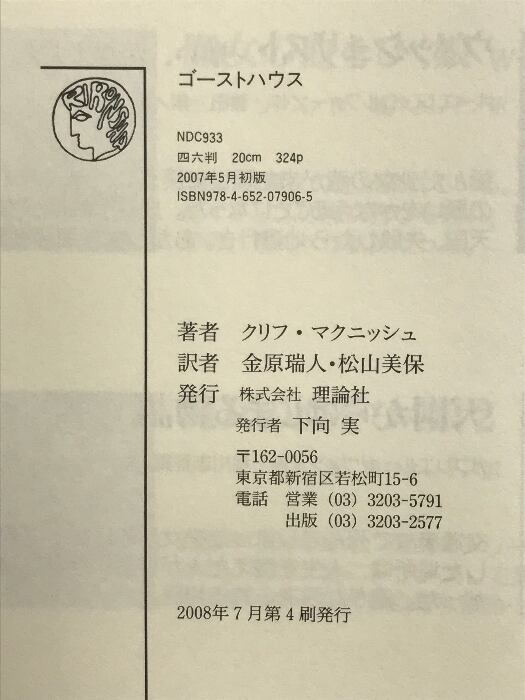 RIRONSHA
ゴーストハウス
NDC933
四六判 20cm 324p
2007年5月初版
ISBN978-4-652-07906-5
著者 クリフ・マクニッシュ
訳者 金原瑞人・松山美保
発行 株式会社 理論社
発行者 下向 実
〒162-0056
東京都新宿区若松町15-6
電話 営業 (03) 3203-5791
出版 (03) 3203-2577
2008年7月第4刷発行